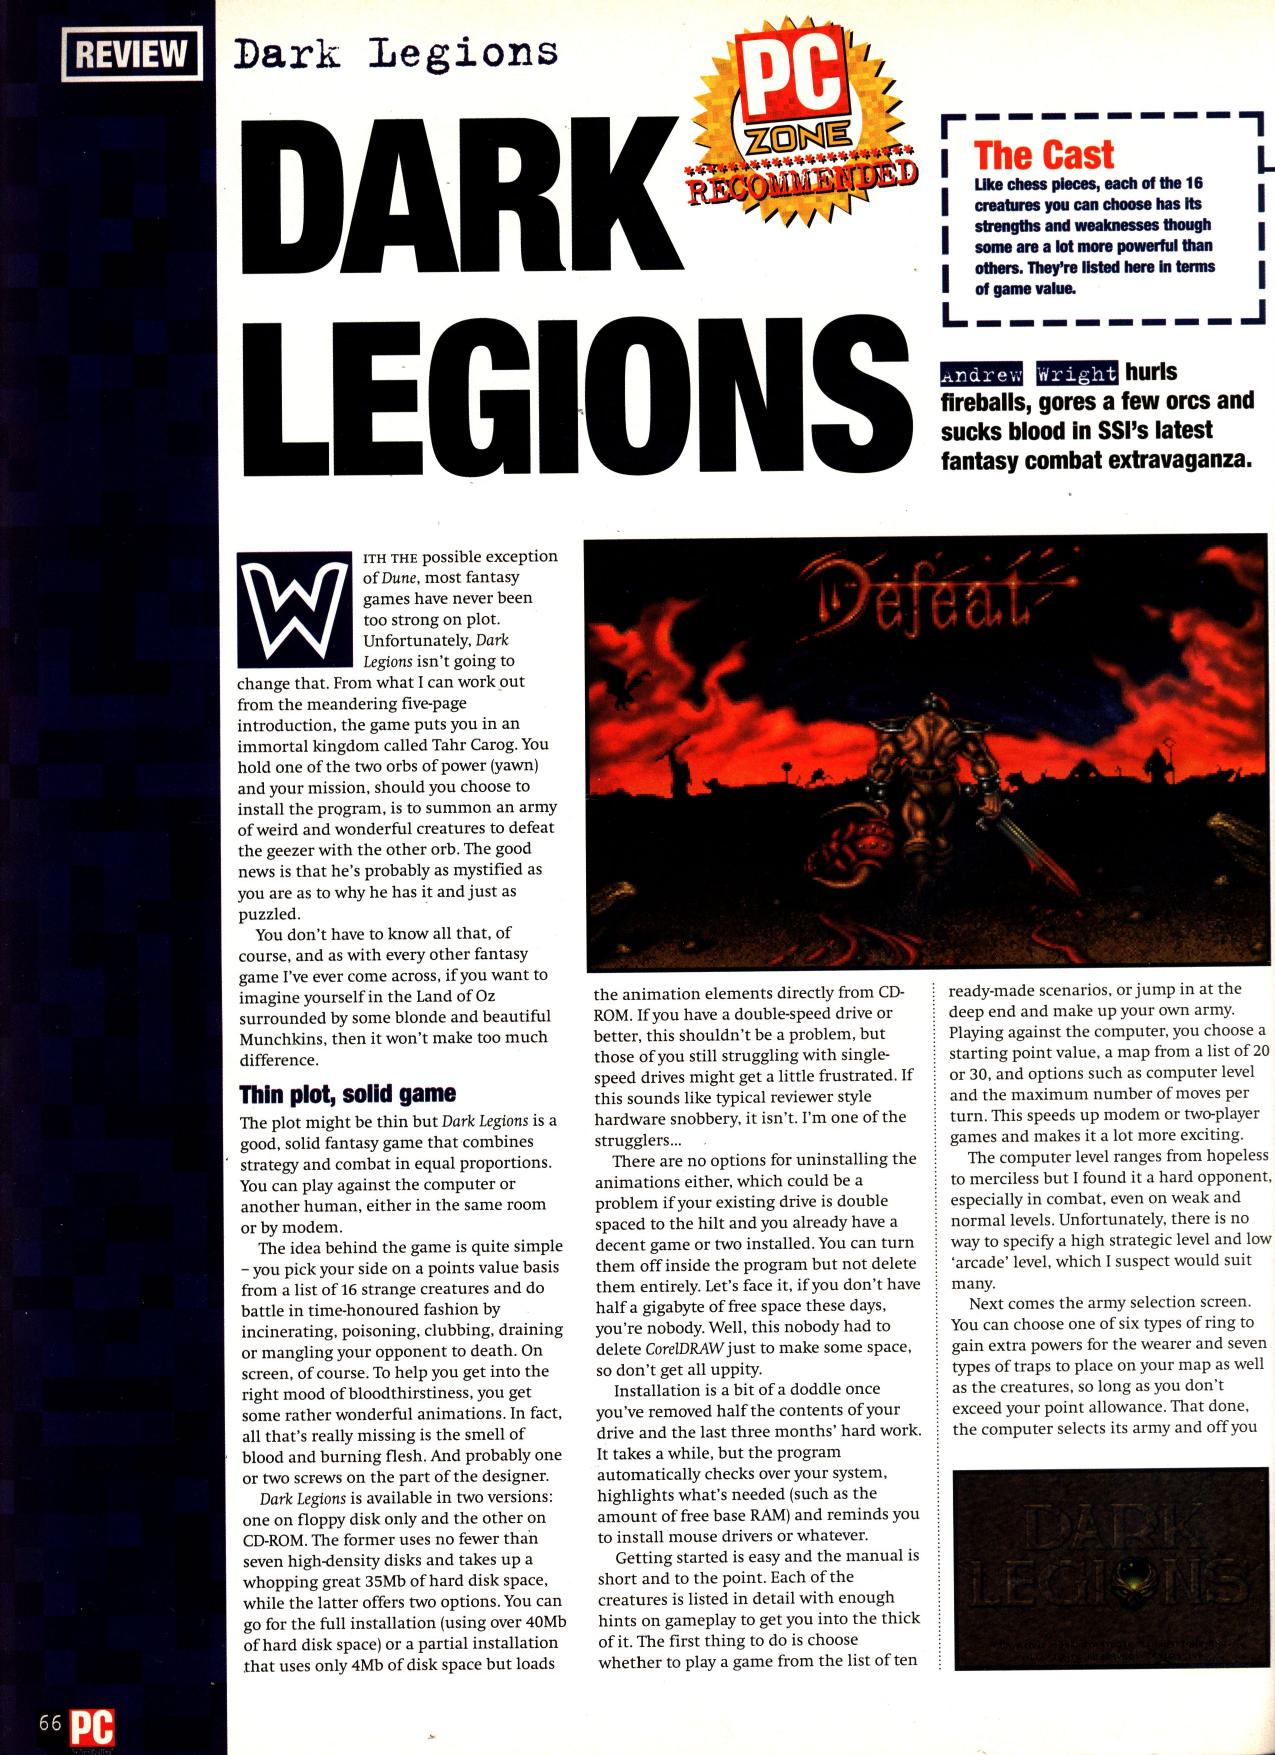 REVIEW
Dark Legions
DARK
LEGIONS
PC
ZONE
RECOMMENDED
The Cast
Like chess pieces, each of the 16
creatures you can choose has its
strengths and weaknesses though
some are a lot more powerful than
others. They're listed here in terms
of game value.
Andrew Wright hurls
fireballs, gores a few orcs and
sucks blood in SSI's latest
fantasy combat extravaganza.
WITH THE possible exception
of Dune, most fantasy
games have never been
too strong on plot.
Unfortunately, Dark
Legions isn't going to
change that. From what I can work out
from the meandering five-page
introduction, the game puts you in an
immortal kingdom called Tahr Carog. You
hold one of the two orbs of power (yawn)
and your mission, should you choose to
install the program, is to summon an army
of weird and wonderful creatures to defeat
the geezer with the other orb. The good
news is that he's probably as mystified as
you are as to why he has it and just as
puzzled.
You don't have to know all that, of
course, and as with every other fantasy
game I've ever come across, if you want to
imagine yourself in the Land of Oz
surrounded by some blonde and beautiful
Munchkins, then it won't make too much
difference.
Thin plot, solid game
The plot might be thin but Dark Legions is a
good, solid fantasy game that combines
strategy and combat in equal proportions.
You can play against the computer or
another human, either in the same room
or by modem.
The idea behind the game is quite simple
– you pick your side on a points value basis
from a list of 16 strange creatures and do
battle in time-honoured fashion by
incinerating, poisoning, clubbing, draining
or mangling your opponent to death. On
screen, of course. To help you get into the
right mood of bloodthirstiness, you get
some rather wonderful animations. In fact,
all that's really missing is the smell of
blood and burning flesh. And probably one
or two screws on the part of the designer.
Dark Legions is available in two versions:
one on floppy disk only and the other on
CD-ROM. The former uses no fewer than
seven high-density disks and takes up a
whopping great 35Mb of hard disk space,
while the latter offers two options. You can
go for the full installation (using over 40Mb
of hard disk space) or a partial installation
that uses only 4Mb of disk space but loads
Defeat
the animation elements directly from CD-
ROM. If you have a double-speed drive or
better, this shouldn't be a problem, but
those of you still struggling with single-
speed drives might get a little frustrated. If
this sounds like typical reviewer style
hardware snobbery, it isn't. I'm one of the
strugglers...
There are no options for uninstalling the
animations either, which could be a
problem if your existing drive is double
spaced to the hilt and you already have a
decent game or two installed. You can turn
them off inside the program but not delete
them entirely. Let's face it, if you don't have
half a gigabyte of free space these days,
you're nobody. Well, this nobody had to
delete CorelDRAW just to make some space,
so don't get all uppity.
Installation is a bit of a doddle once
you've removed half the contents of your
drive and the last three months' hard work.
It takes a while, but the program
automatically checks over your system,
highlights what's needed (such as the
amount of free base RAM) and reminds you
to install mouse drivers or whatever.
Getting started is easy and the manual is
short and to the point. Each of the
creatures is listed in detail with enough
hints on gameplay to get you into the thick
of it. The first thing to do is choose
whether to play a game from the list of ten
ready-made scenarios, or jump in at the
deep end and make up your own army.
Playing against the computer, you choose a
starting point value, a map from a list of 20
or 30, and options such as computer level
and the maximum number of moves per
turn. This speeds up modem or two-player
games and makes it a lot more exciting.
The computer level ranges from hopeless
to merciless but I found it a hard opponent,
especially in combat, even on weak and
normal levels. Unfortunately, there is no
way to specify a high strategic level and low
'arcade' level, which I suspect would suit
many.
Next comes the army selection screen.
You can choose one of six types of ring to
gain extra powers for the wearer and seven
types of traps to place on your map as well
as the creatures, so long as you don't
exceed your point allowance. That done,
the computer selects its army and off you
DARK
LEGIONS
66 PC